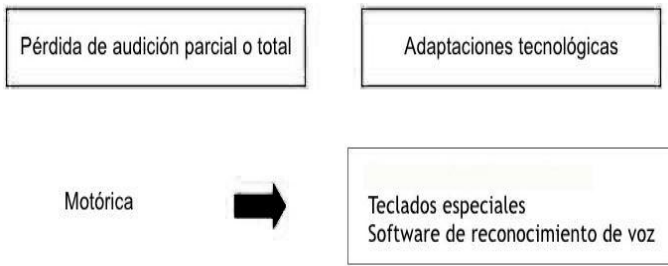 Pérdida de audición parcial o total
Adaptaciones tecnológicas
Motórica
Teclados especiales
Software de reconocimiento de voz